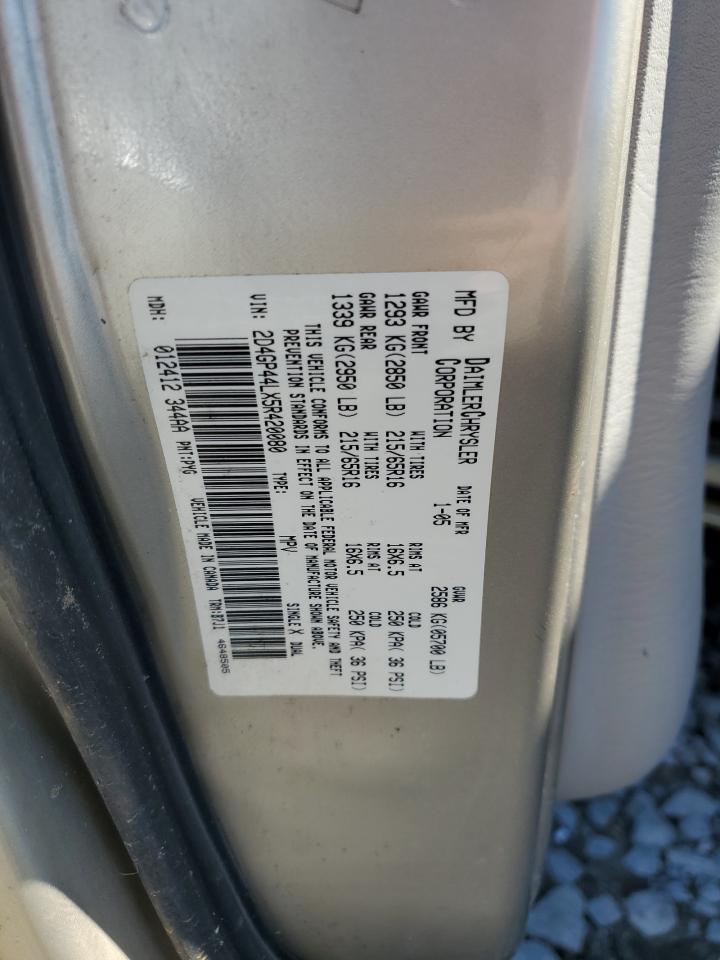 MFD BY DAIMLERCHRYSLER CORPORATION DATE OF MFR 1-05 GVWR 2586 KG(05700 LB)
GAWR FRONT WITH TIRES RIMS AT COLD
1293 KG(2850 LB) 215/65R16 16X6.5 250 KPA( 36 PSI)
GAWR REAR WITH TIRES RIMS AT COLD
1339 KG(2950 LB) 215/65R16 16X6.5 250 KPA( 36 PSI)
THIS VEHICLE CONFORMS TO ALL APPLICABLE FEDERAL MOTOR VEHICLE SAFETY AND THEFT
PREVENTION STANDARDS IN EFFECT ON THE DATE OF MANUFACTURE SHOWN ABOVE.
VIN: 2D4GP44LX5R420080 TYPE: MPV SINGLE X DUAL
MDH: 012412 344AA PNT:PJG VEHICLE MADE IN CANADA 4648505